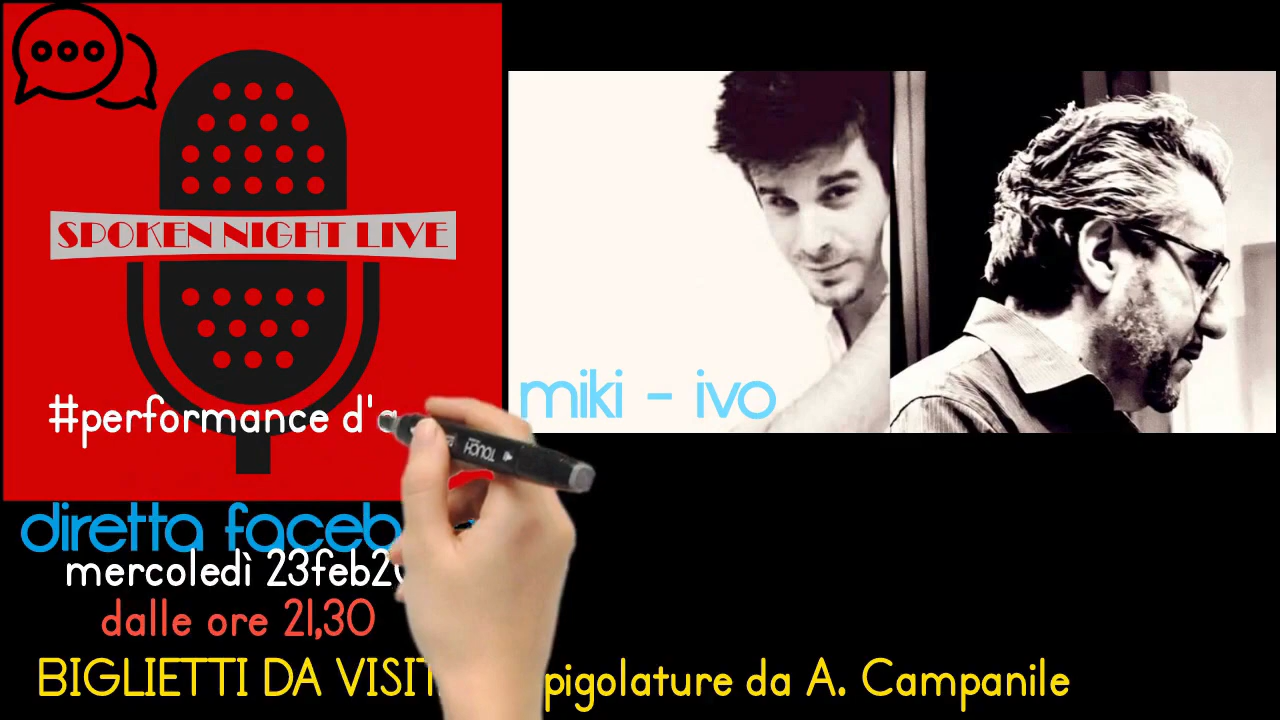 SPOKEN NIGHT LIVE
#performance d'a
miki - ivo
diretta faceb
mercoledì 23feb20
dalle ore 21,30
BIGLIETTI DA VISIT pigolature da A. Campanile
TOUCH